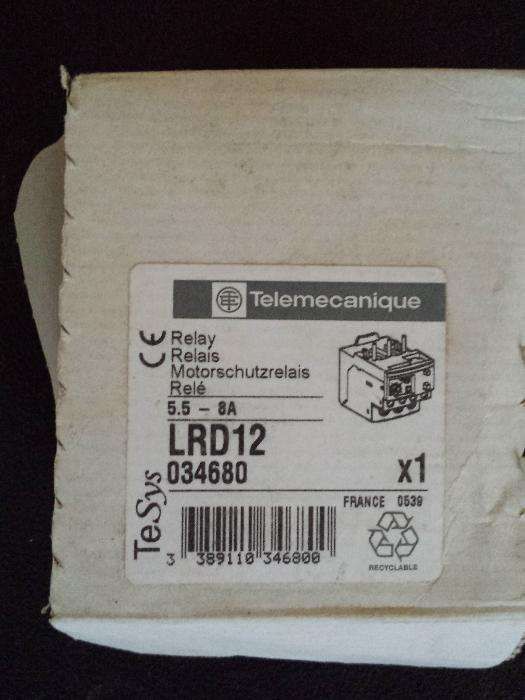 Telemecanique
CE
Relay
Relais
Motorschutzrelais
Relé
5.5 - 8A
LRD12
034680
x1
TeSys
FRANCE 0539
3 389110 346800
RECYCLABLE